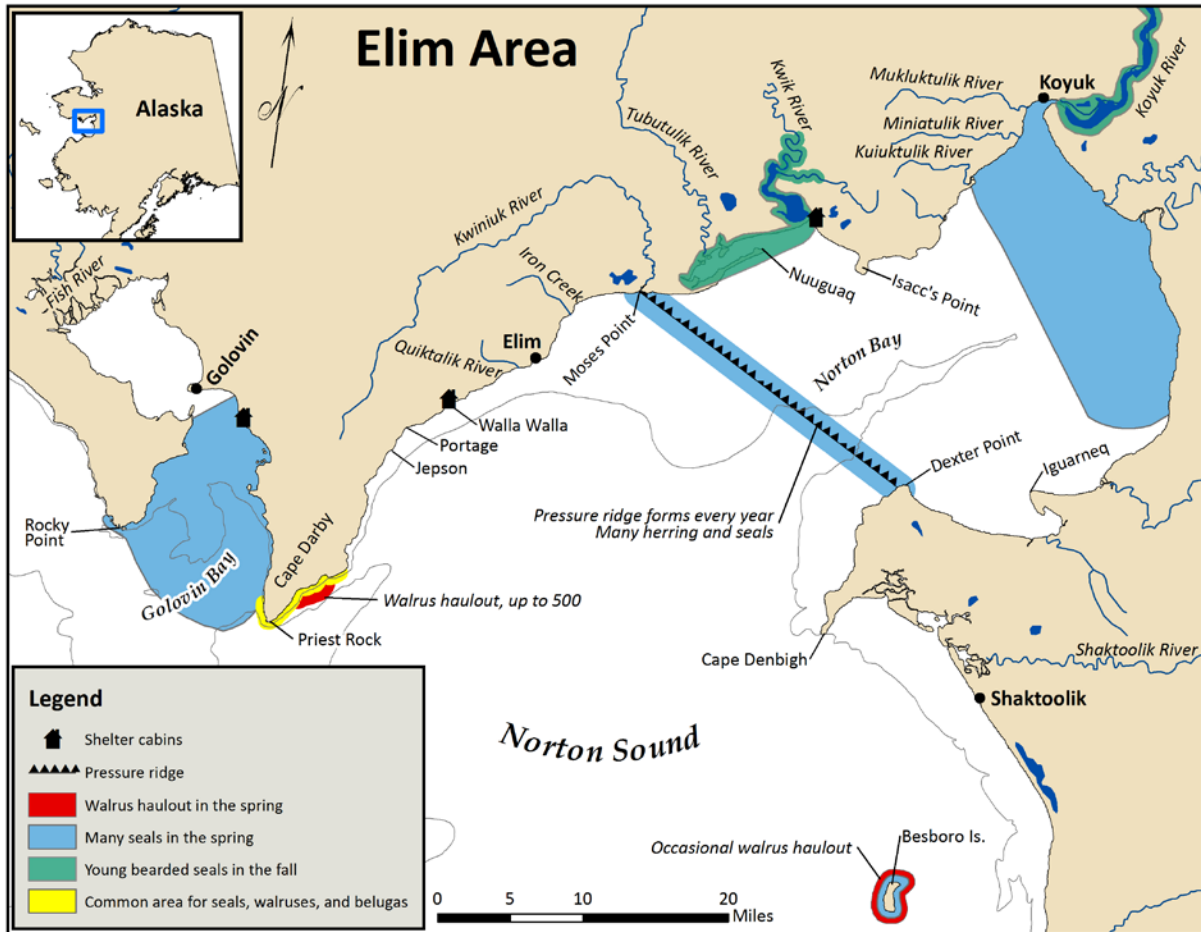 Elim Area
Alaska
Kwik River
Mukluktulik River
Koyuk
Koyuk River
Tubutulik River
Miniatulik River
Kuiuktulik River
Kwiniuk River
Iron Creek
Nuuguaq
Isacc's Point
Fish River
Golovin
Quiktalik River
Elim
Moses Point
Norton Bay
Walla Walla
Portage
Jepson
Dexter Point
Iguarneq
Rocky
Point
Pressure ridge forms every year
Many herring and seals
Cape Darby
Golovin Bay
Walrus haulout, up to 500
Priest Rock
Cape Denbigh
Shaktoolik River
Shaktoolik
Norton Sound
Legend
Shelter cabins
Pressure ridge
Walrus haulout in the spring
Many seals in the spring
Young bearded seals in the fall
Common area for seals, walruses, and belugas
Besboro Is.
Occasional walrus haulout
0 5 10 20
Miles